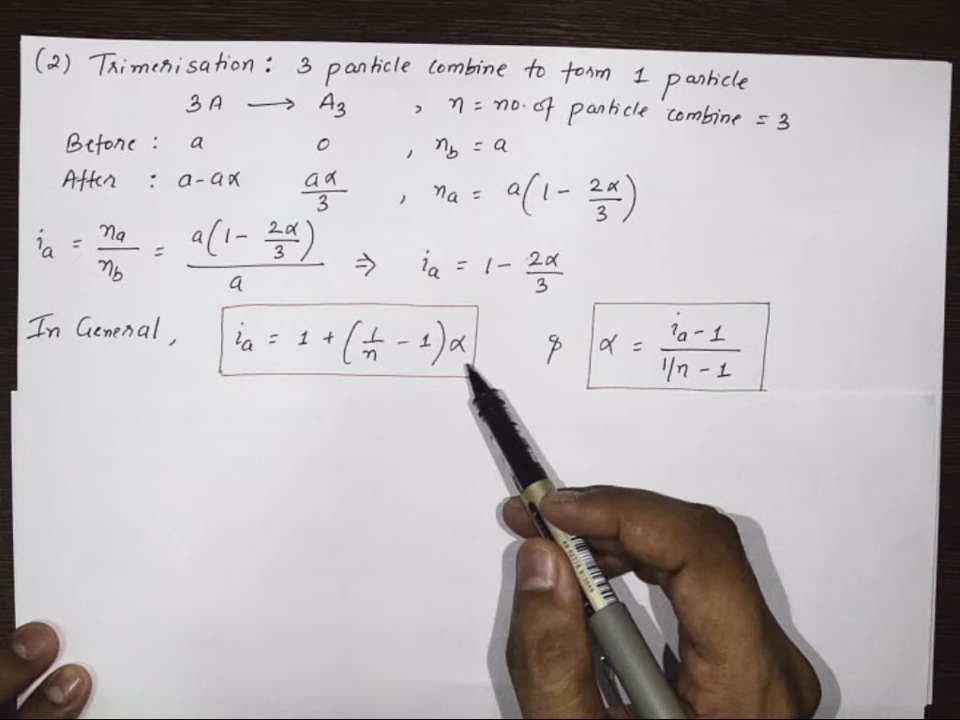 (2) Trimerisation : 3 particle combine to form 1 particle
3A → A₃ , n = no. of particle combine = 3
Before : a 0 , n_b = a
After : a-aα aα/3 , n_a = a(1 - 2α/3)
i_a = n_a/n_b = a(1 - 2α/3)/a ⇒ i_a = 1 - 2α/3
In General, i_a = 1 + (1/n - 1)α & α = i_a - 1 / 1/n - 1